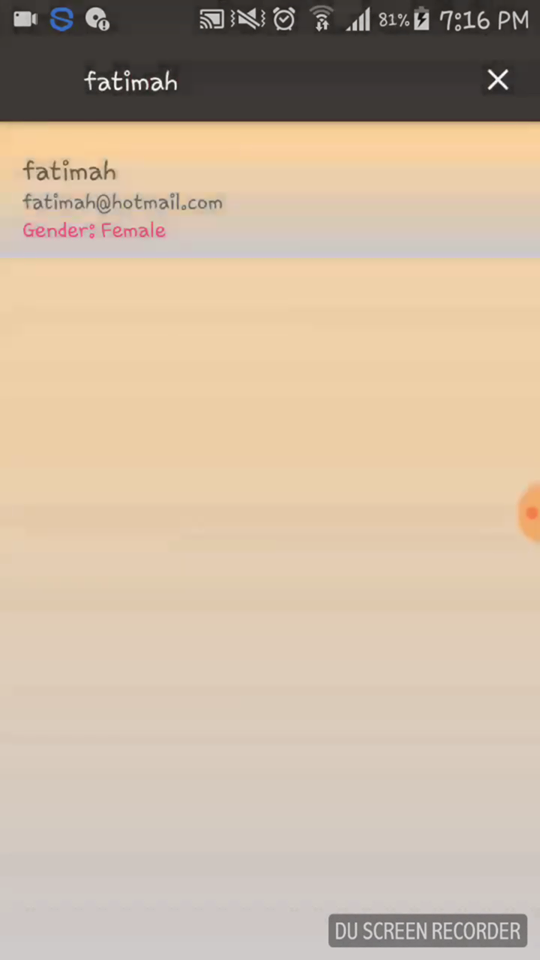 81% 7:16 PM
fatimah
fatimah
fatimah@hotmail.com
Gender: Female
DU SCREEN RECORDER